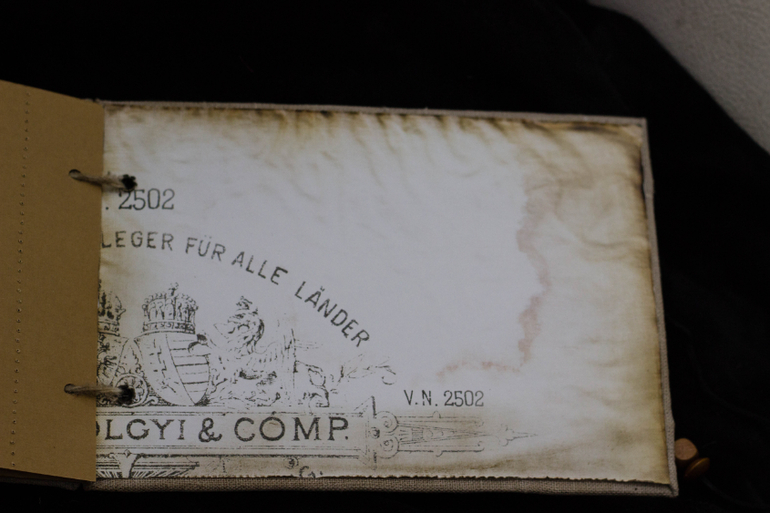 . 2502
LEGER FÜR ALLE LÄNDER
V.N. 2502
OLGYI & COMP.